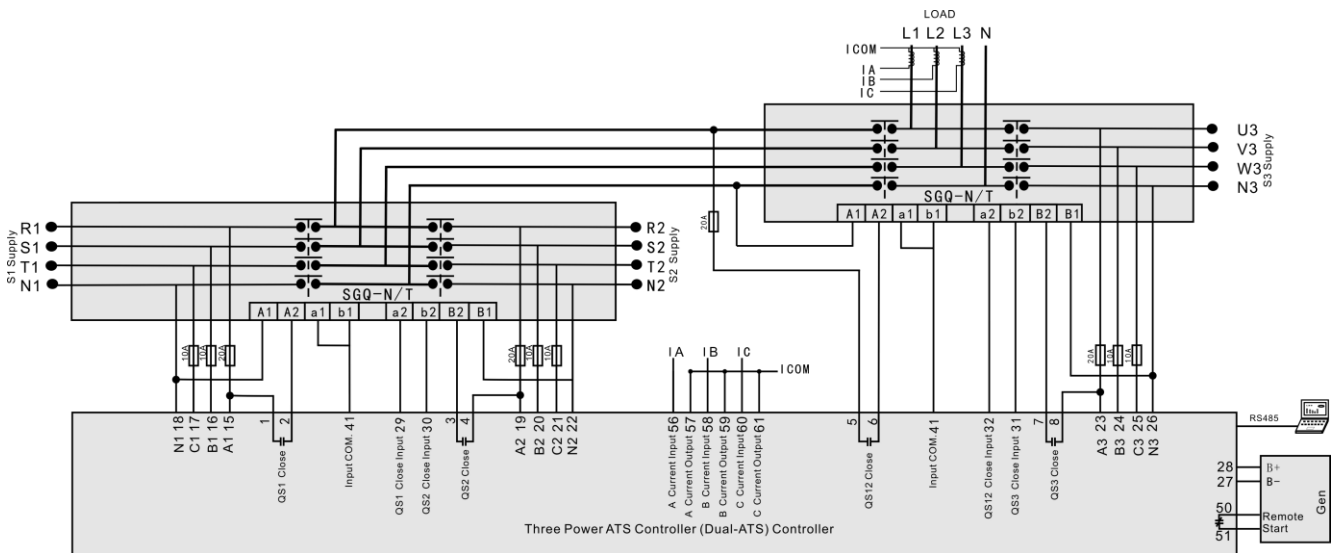 LOAD
L1 L2 L3 N
ICOM
IA
IB
IC
U3
V3
W3
N3
S3 Supply
SGQ-N/T
A1 A2 a1 b1 a2 b2 B2 B1
20A
R1
S1
T1
N1
S1 Supply
R2
S2
T2
N2
S2 Supply
SGQ-N/T
A1 A2 a1 b1 a2 b2 B2 B1
10A 10A 20A
20A 10A 10A
20A 10A 10A
IA IB IC
ICOM
N1 18
C1 17
B1 16
A1 15
1
2
QS1 Close
Input COM. 41
QS1 Close Input 29
QS2 Close Input 30
3
4
QS2 Close
A2 19
B2 20
C2 21
N2 22
A Current Input 56
A Current Output 57
B Current Input 58
B Current Output 59
C Current Input 60
C Current Output 61
5
6
QS12 Close
Input COM. 41
QS12 Close Input 32
QS3 Close Input 31
7
8
QS3 Close
A3 23
B3 24
C3 25
N3 26
RS485
28 B+
27 B-
50 Remote
51 Start
Gen
Three Power ATS Controller (Dual-ATS) Controller